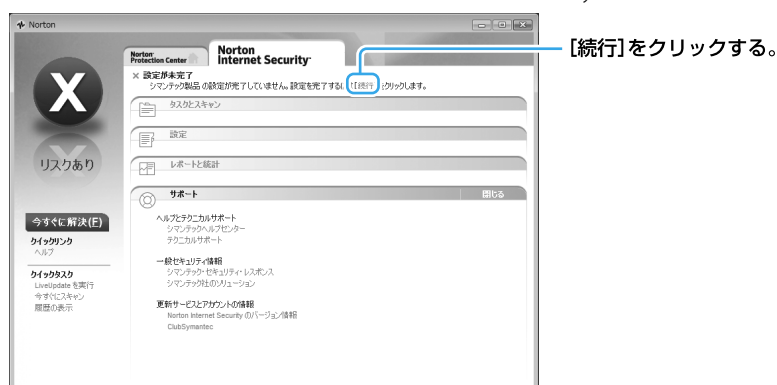 Norton
Norton
Protection Center
Norton
Internet Security
[続行]をクリックする。
× 設定が未完了
シマンテック製品 の設定が完了していません。設定を完了するに [続行] をクリックします。
タスクとスキャン
設定
レポートと統計
X
リスクあり
サポート
閉じる
ヘルプとテクニカルサポート
シマンテックヘルプセンター
テクニカルサポート
一般セキュリティ情報
シマンテック・セキュリティ・レスポンス
シマンテック社のソリューション
更新サービスとアカウントの情報
Norton Internet Security のバージョン情報
ClubSymantec
今すぐに解決(F)
クイックリンク
ヘルプ
クイックタスク
LiveUpdate を実行
今すぐにスキャン
履歴の表示